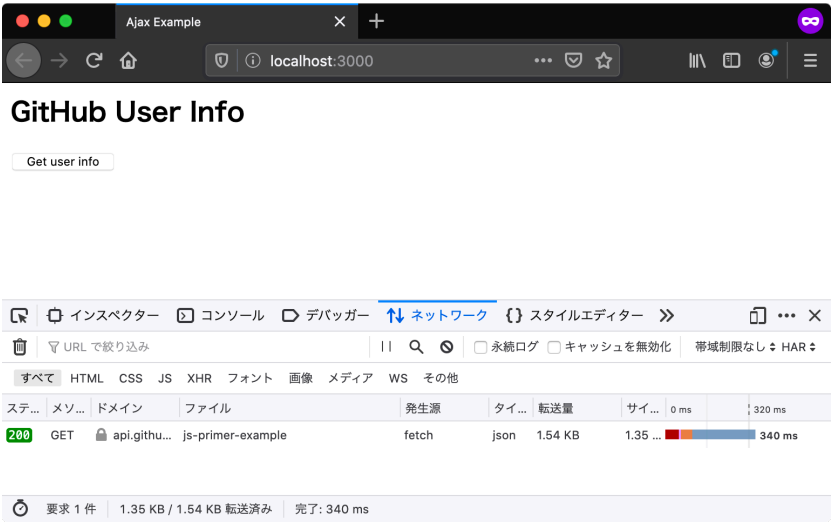 Ajax Example
localhost:3000
GitHub User Info
Get user info
インスペクター コンソール デバッガー ネットワーク {} スタイルエディター
URL で絞り込み 永続ログ キャッシュを無効化 帯域制限なし HAR
すべて HTML CSS JS XHR フォント 画像 メディア WS その他
ステ... メソ... ドメイン ファイル 発生源 タイ... 転送量 サイ... 0 ms 320 ms
200 GET api.githu... js-primer-example fetch json 1.54 KB 1.35 ... 340 ms
要求 1 件 1.35 KB / 1.54 KB 転送済み 完了: 340 ms